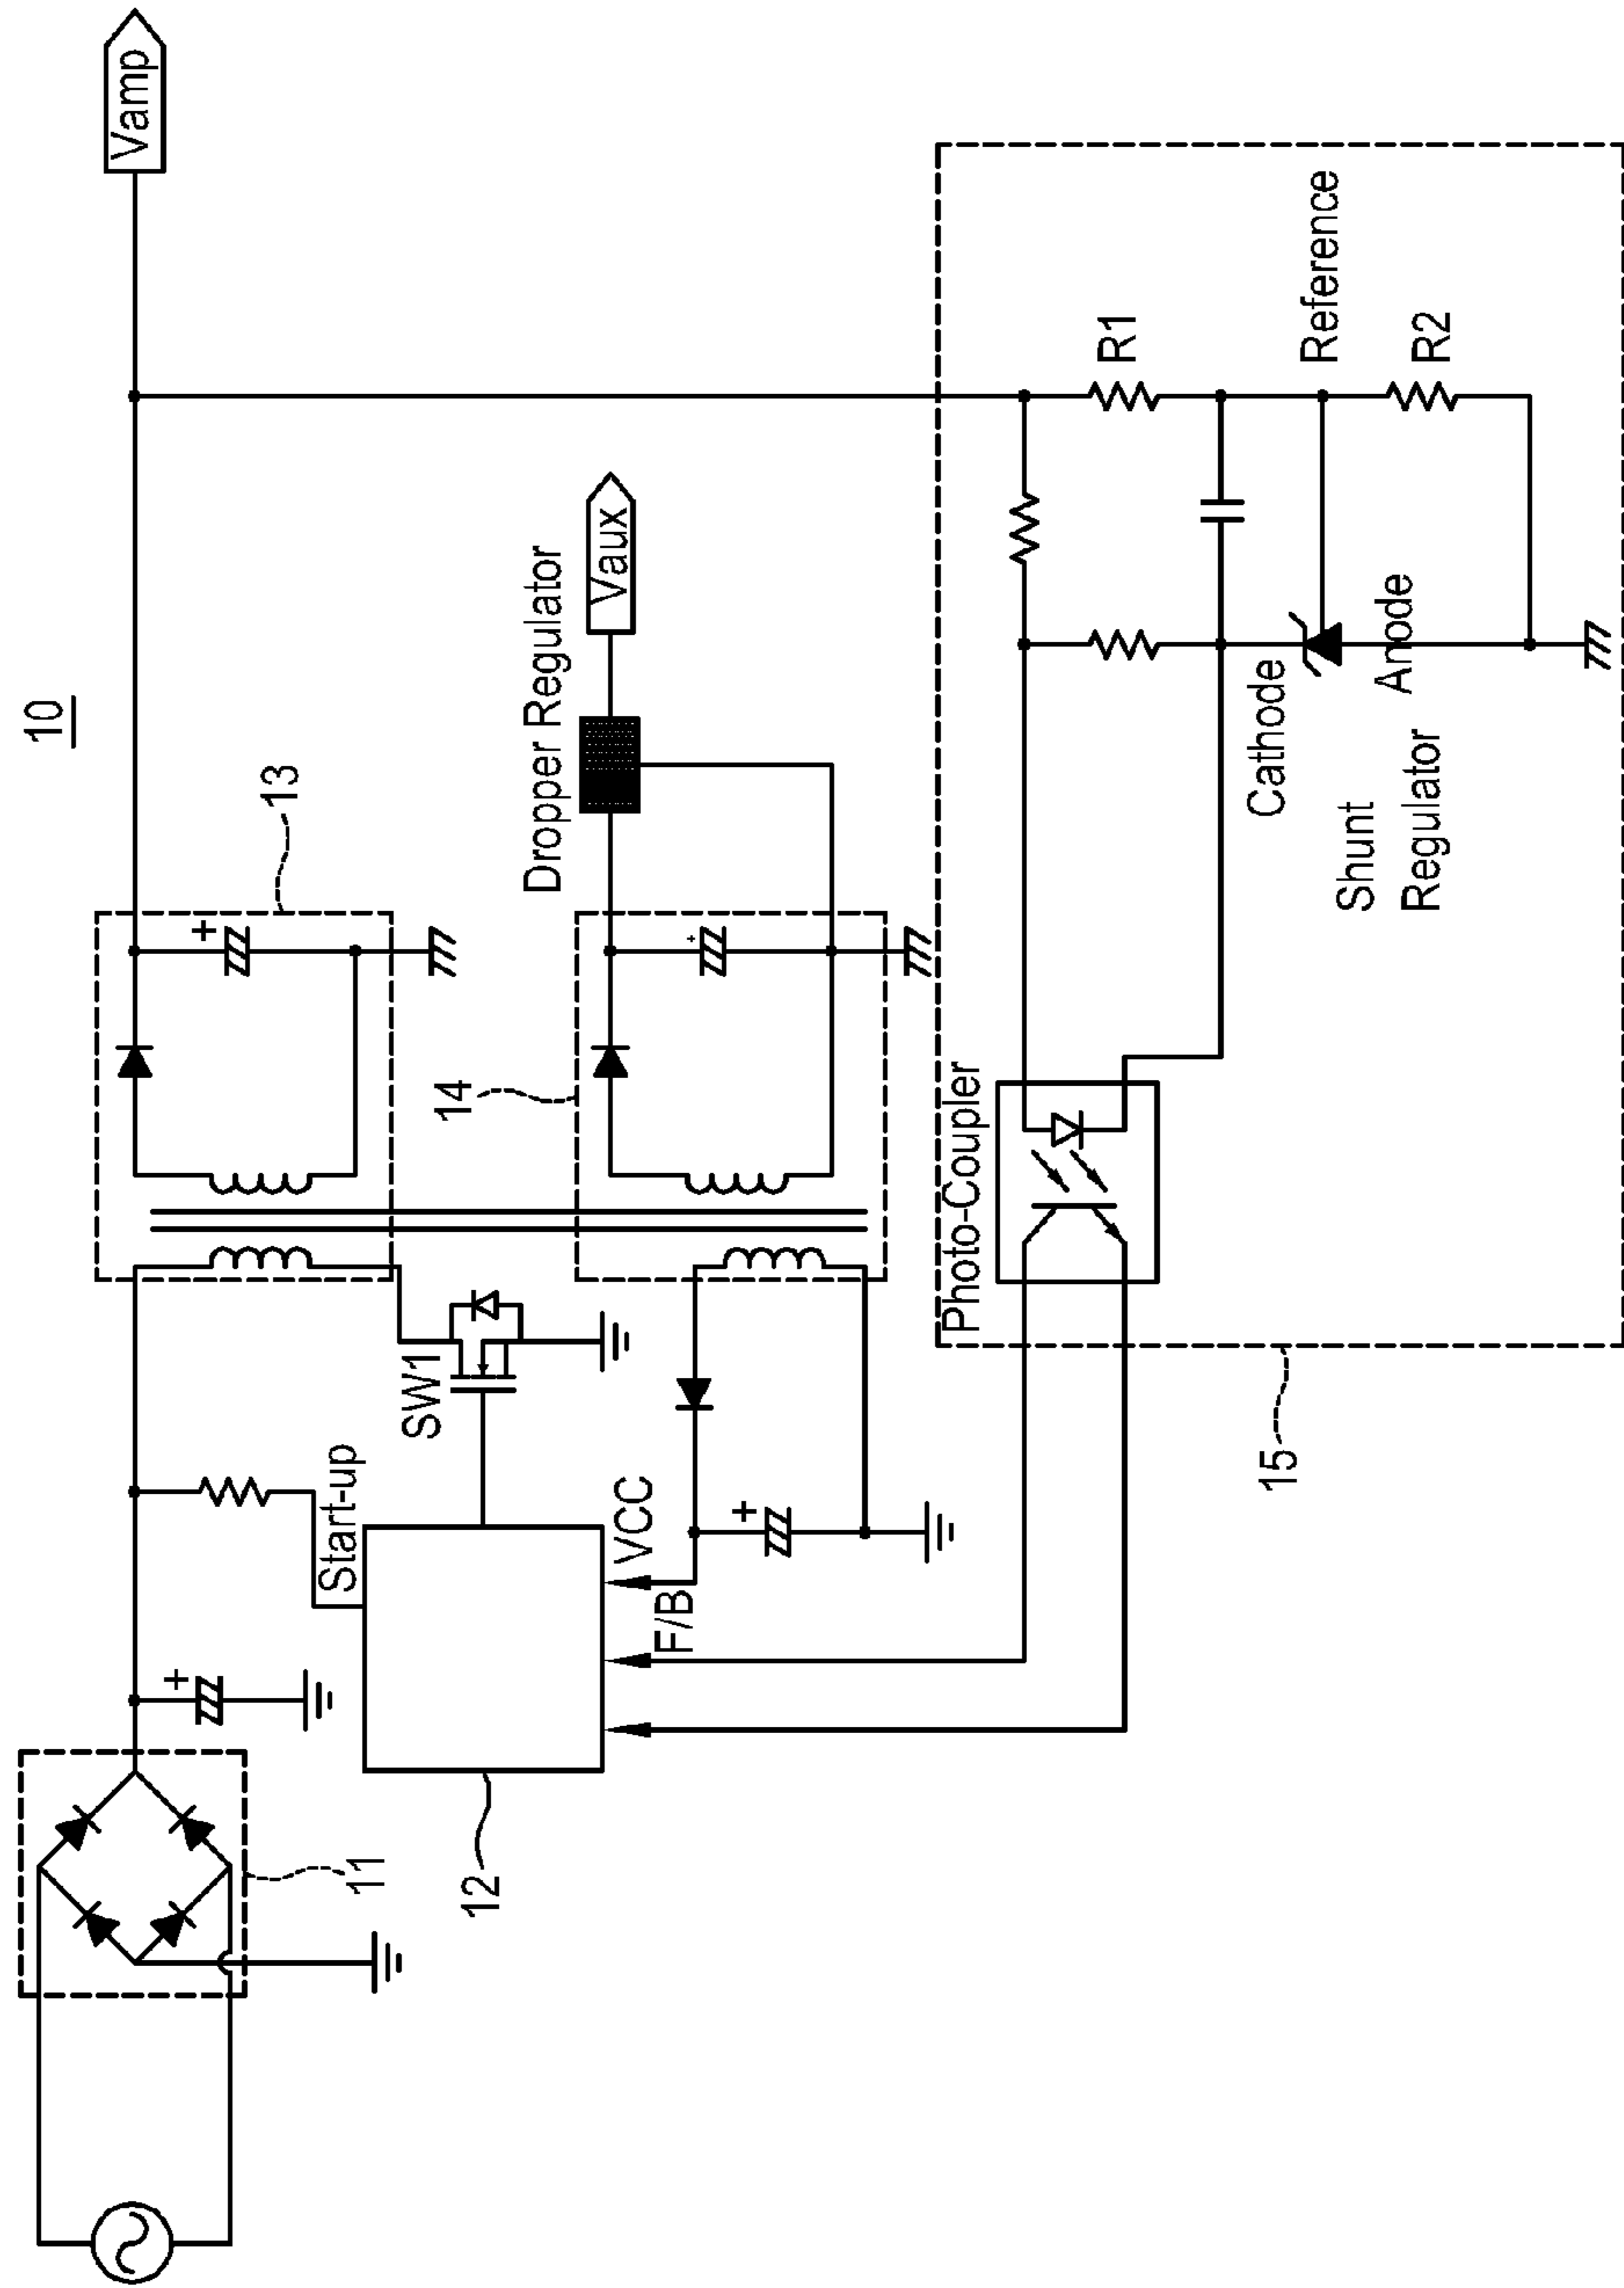 10
Vamp
13
Dropper Regulator
Vaux
14
11
12
Start-up
SW1
VCC
F/B
Photo-Coupler
R1
Reference
R2
Cathode
Anode
Shunt
Regulator
15